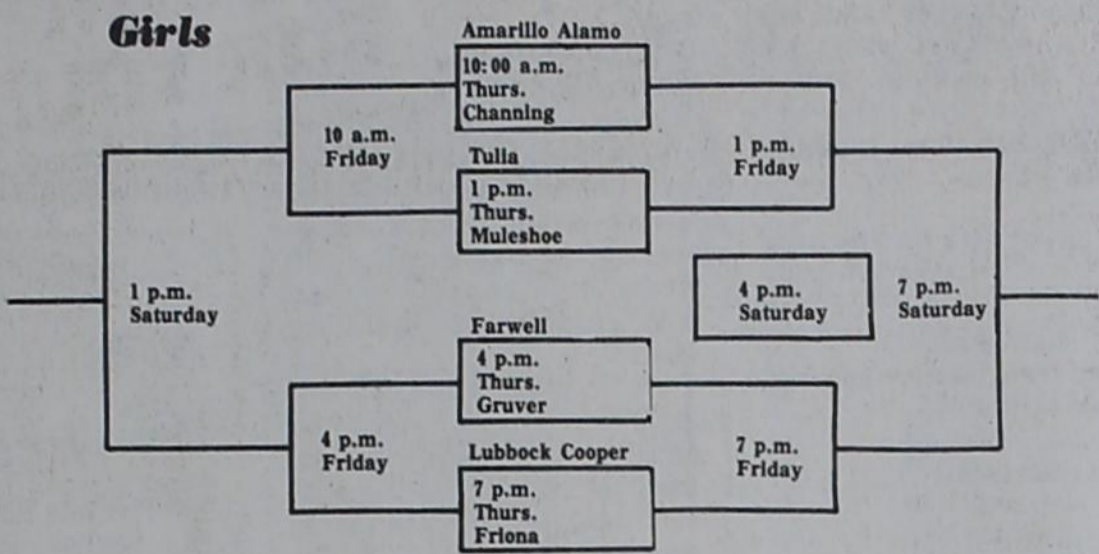 Girls
Amarillo Alamo
10:00 a.m.
Thurs.
Channing
10 a.m.
Friday
1 p.m.
Friday
Tulia
1 p.m.
Thurs.
Muleshoe
1 p.m.
Saturday
4 p.m.
Saturday
7 p.m.
Saturday
Farwell
4 p.m.
Thurs.
Gruver
4 p.m.
Friday
7 p.m.
Friday
Lubbock Cooper
7 p.m.
Thurs.
Friona